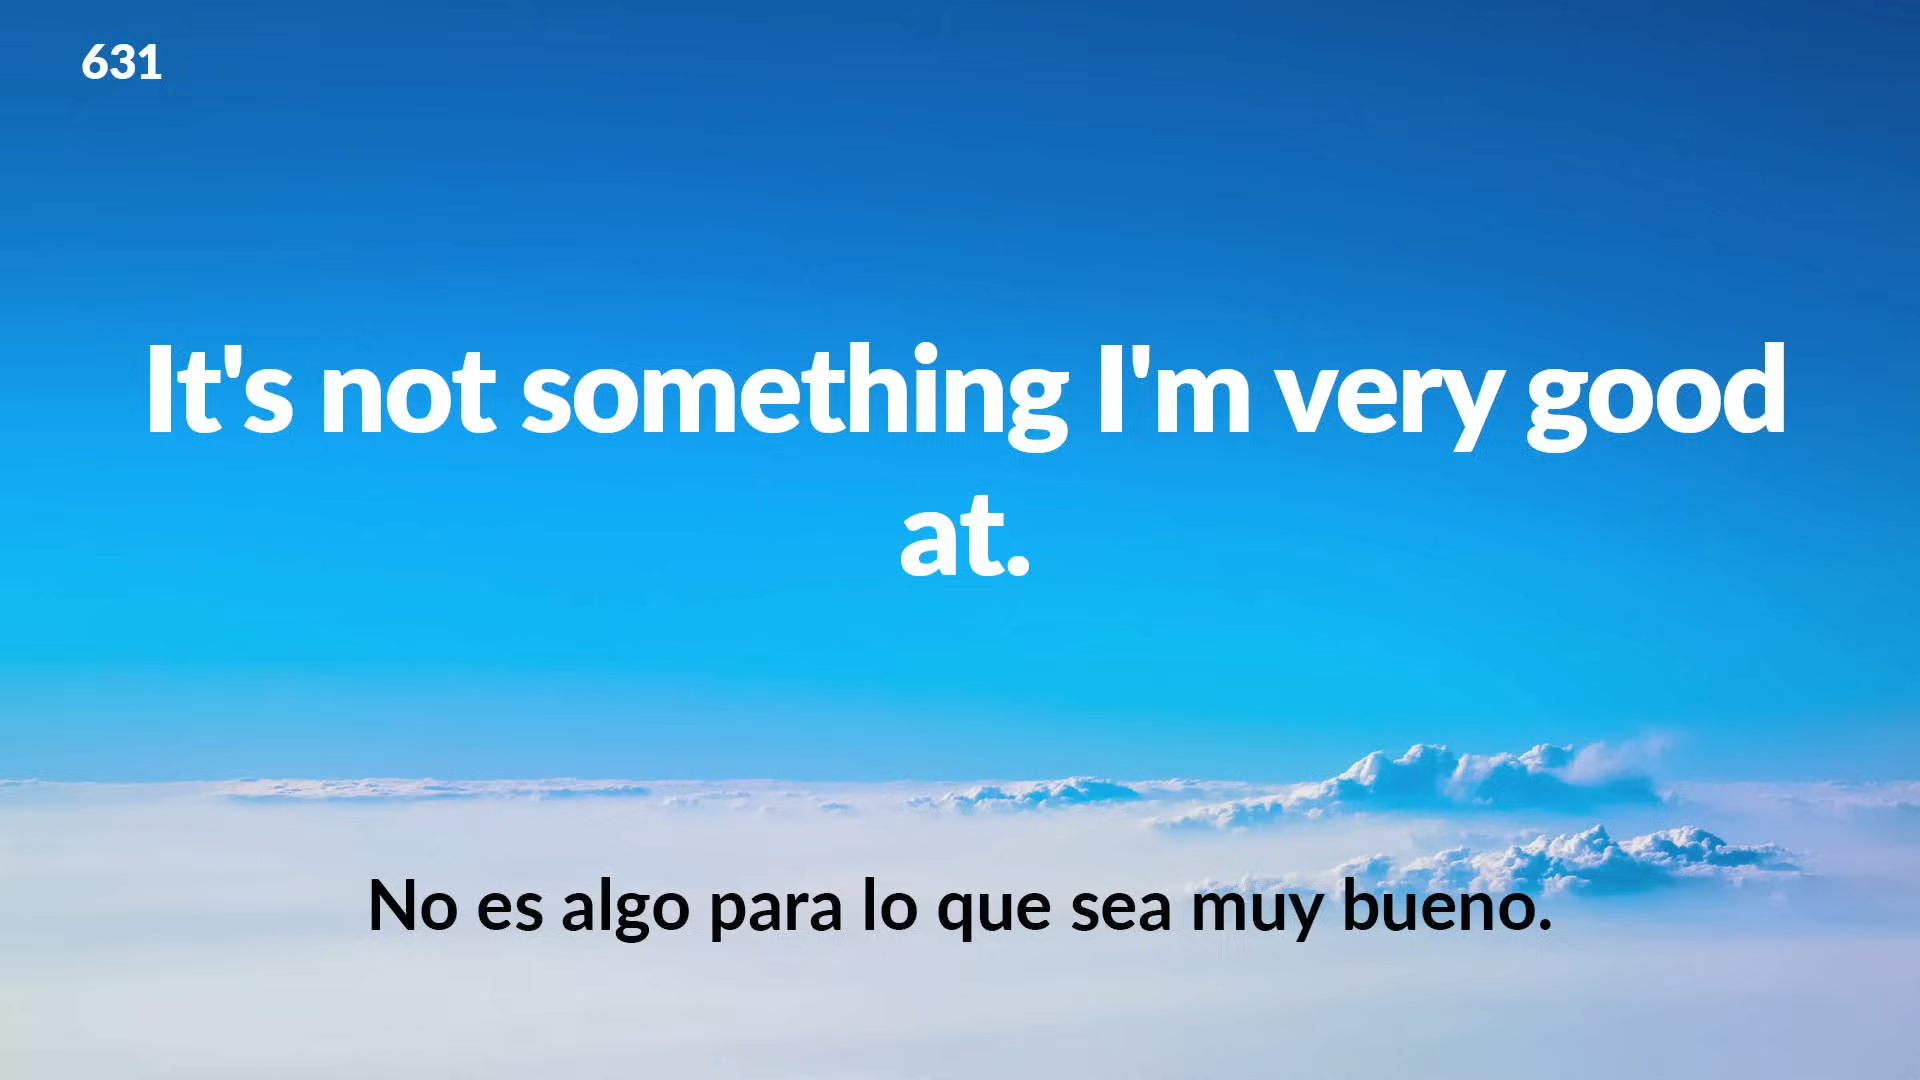 631
It's not something I'm very good
at.
No es algo para lo que sea muy bueno.